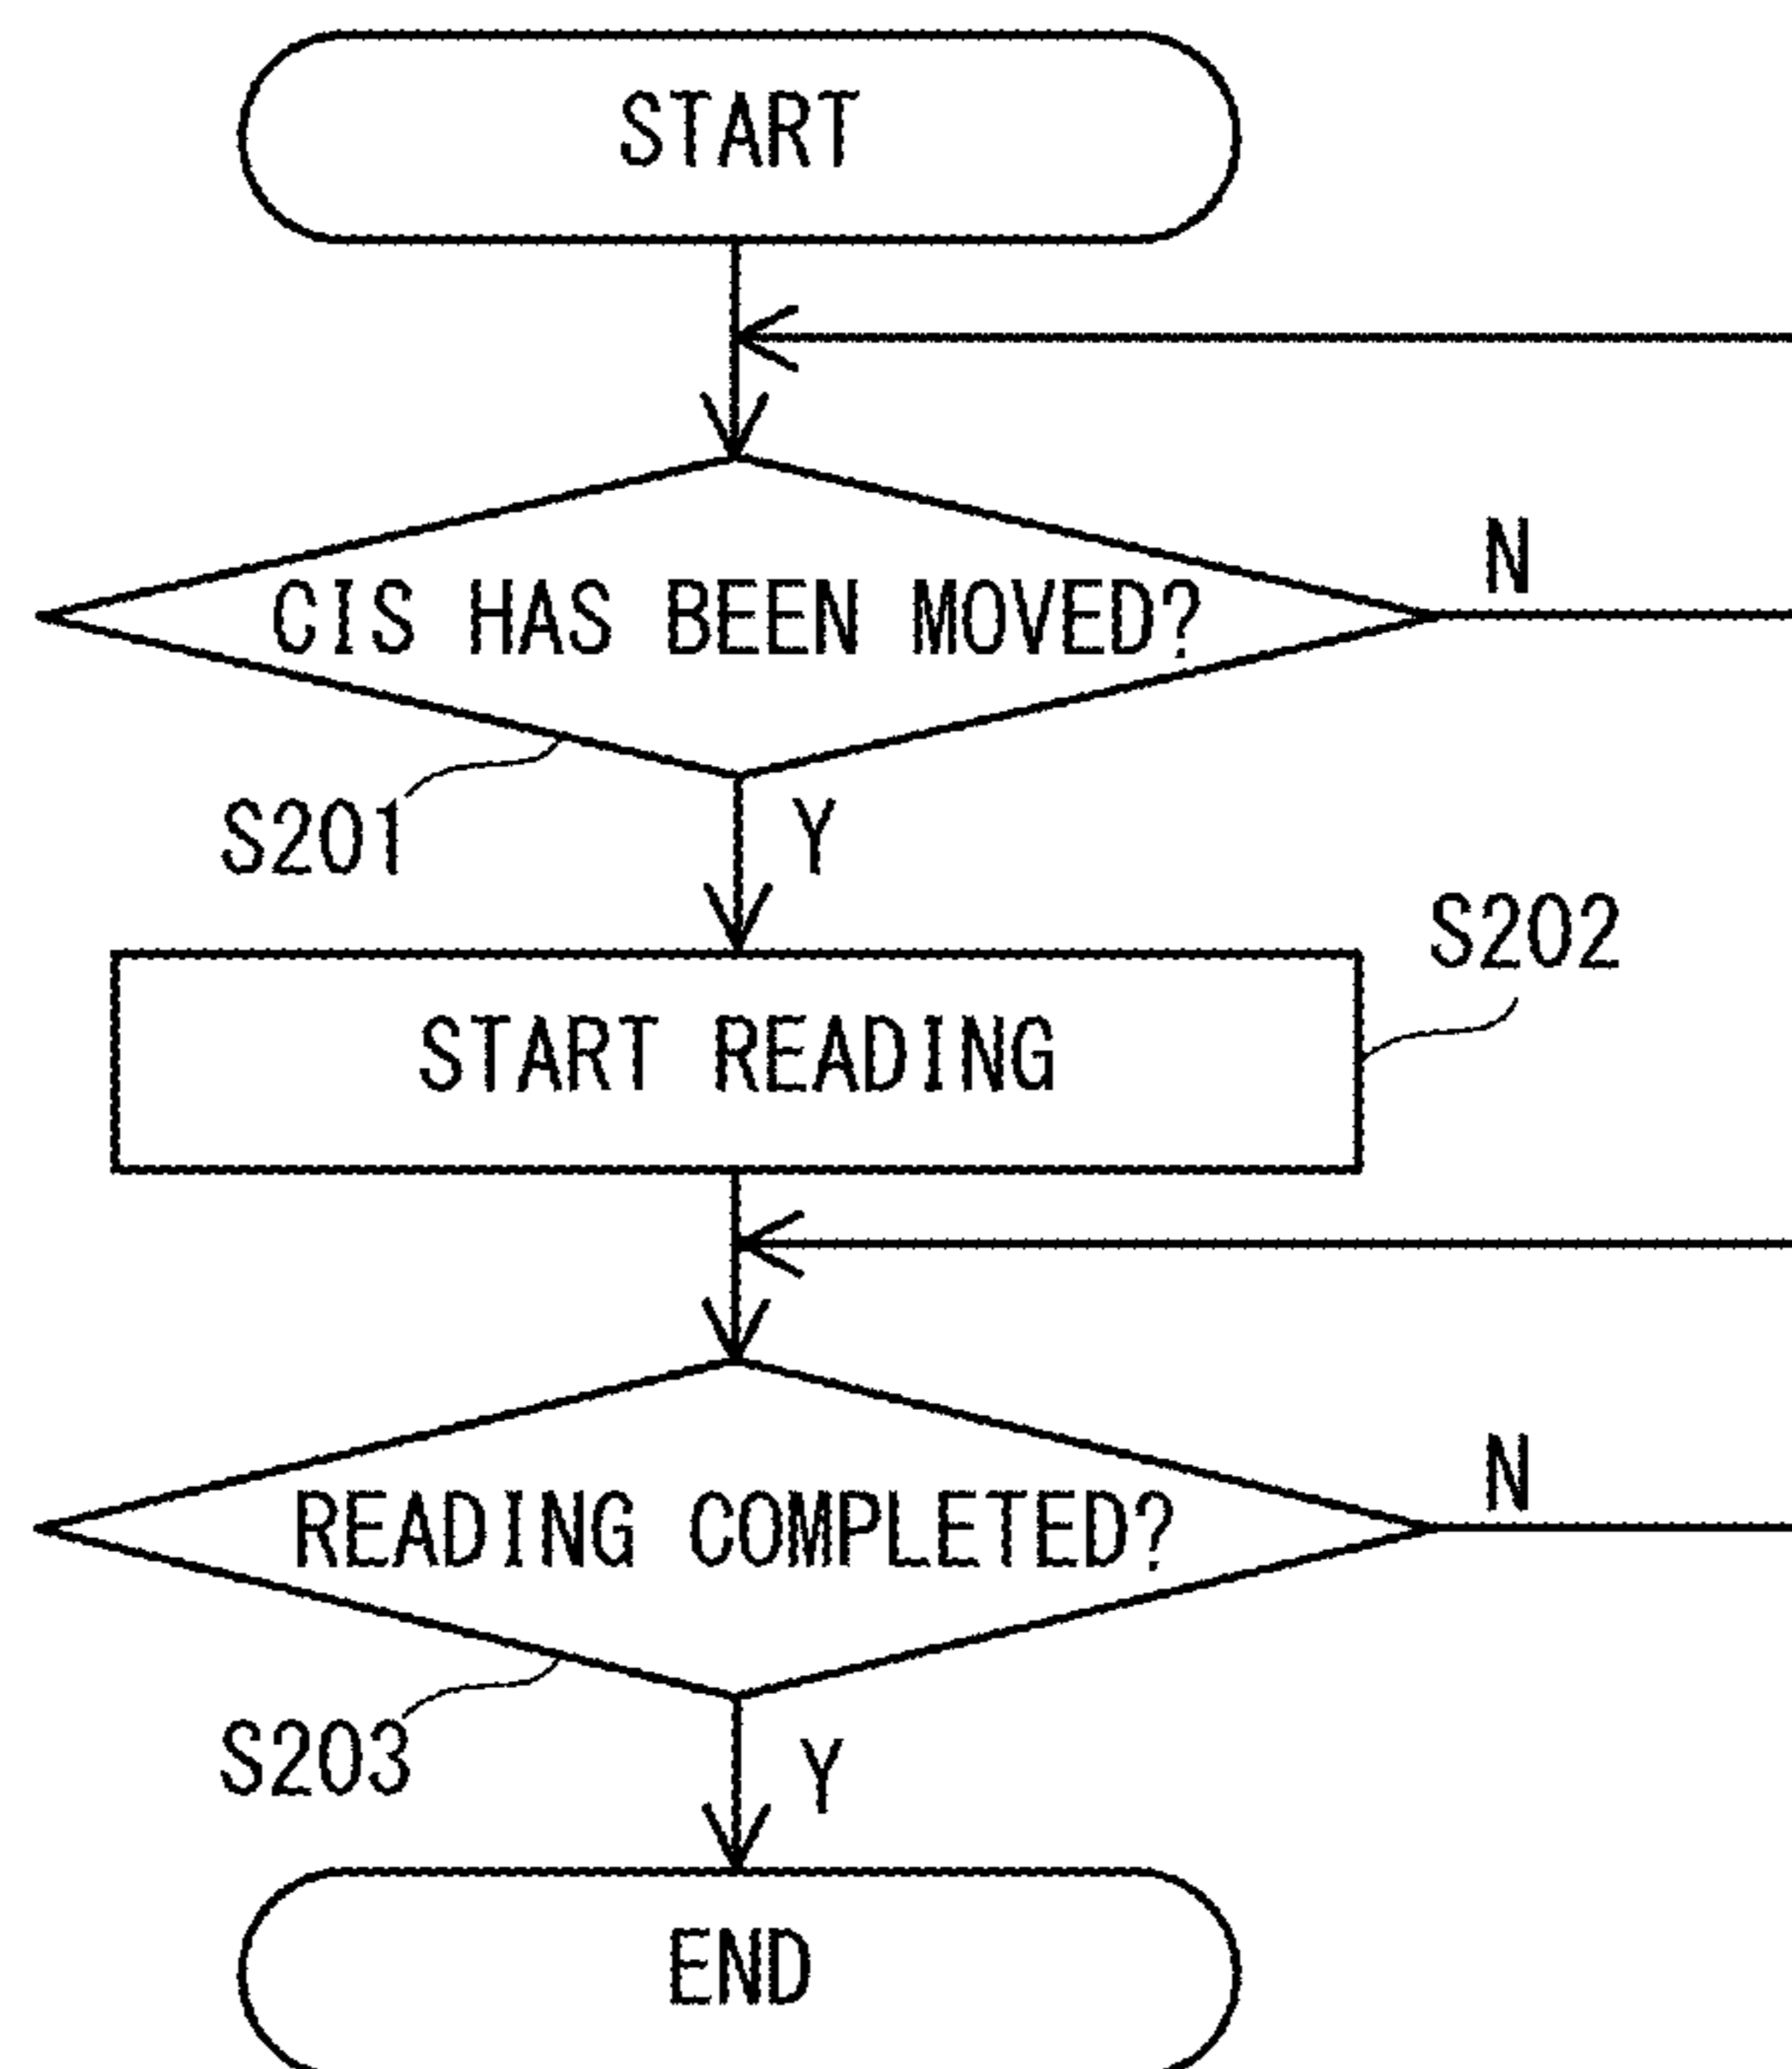 START
CIS HAS BEEN MOVED?
N
S201
Y
S202
START READING
READING COMPLETED?
N
S203
Y
END